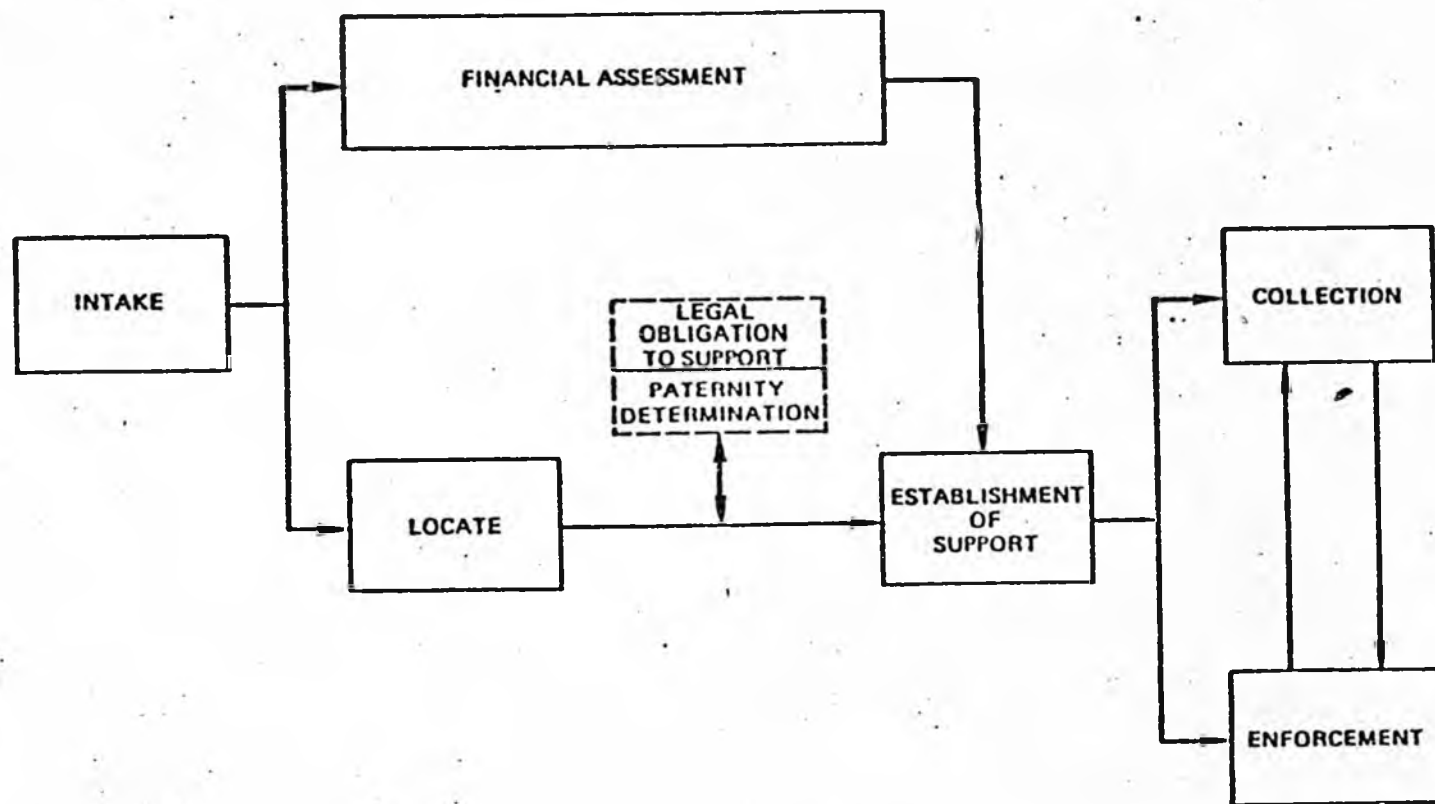 FINANCIAL ASSESSMENT
INTAKE
LEGAL
OBLIGATION
TO SUPPORT
PATERNITY
DETERMINATION
COLLECTION
LOCATE
ESTABLISHMENT
OF
SUPPORT
ENFORCEMENT